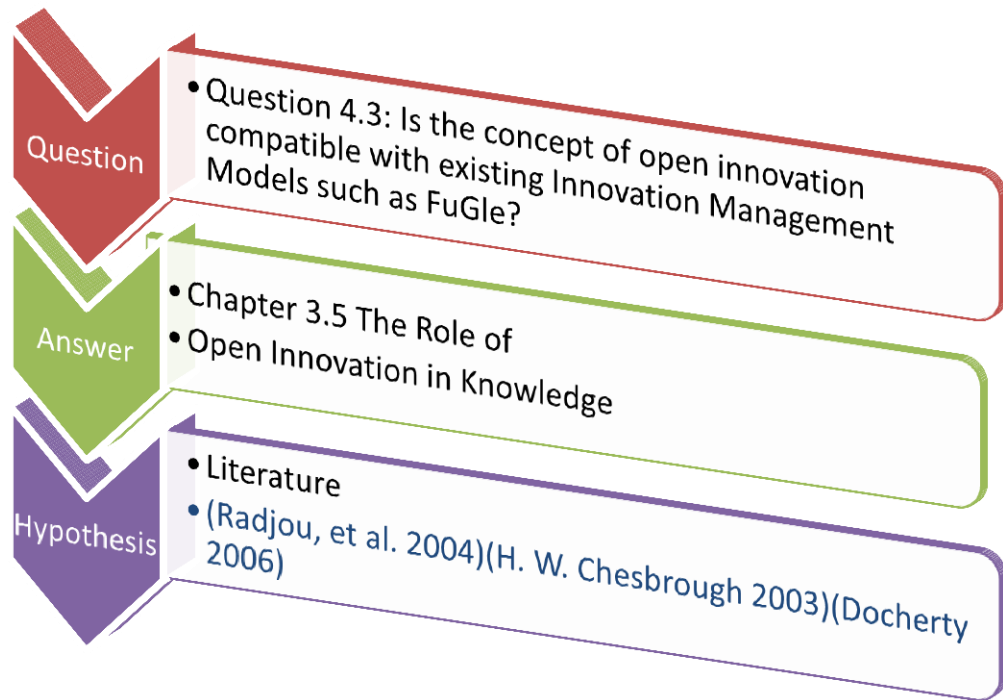 Question
• Question 4.3: Is the concept of open innovation
compatible with existing Innovation Management
Models such as FuGle?
Answer
• Chapter 3.5 The Role of
• Open Innovation in Knowledge
Hypothesis
• Literature
• (Radjou, et al. 2004)(H. W. Chesbrough 2003)(Docherty
2006)